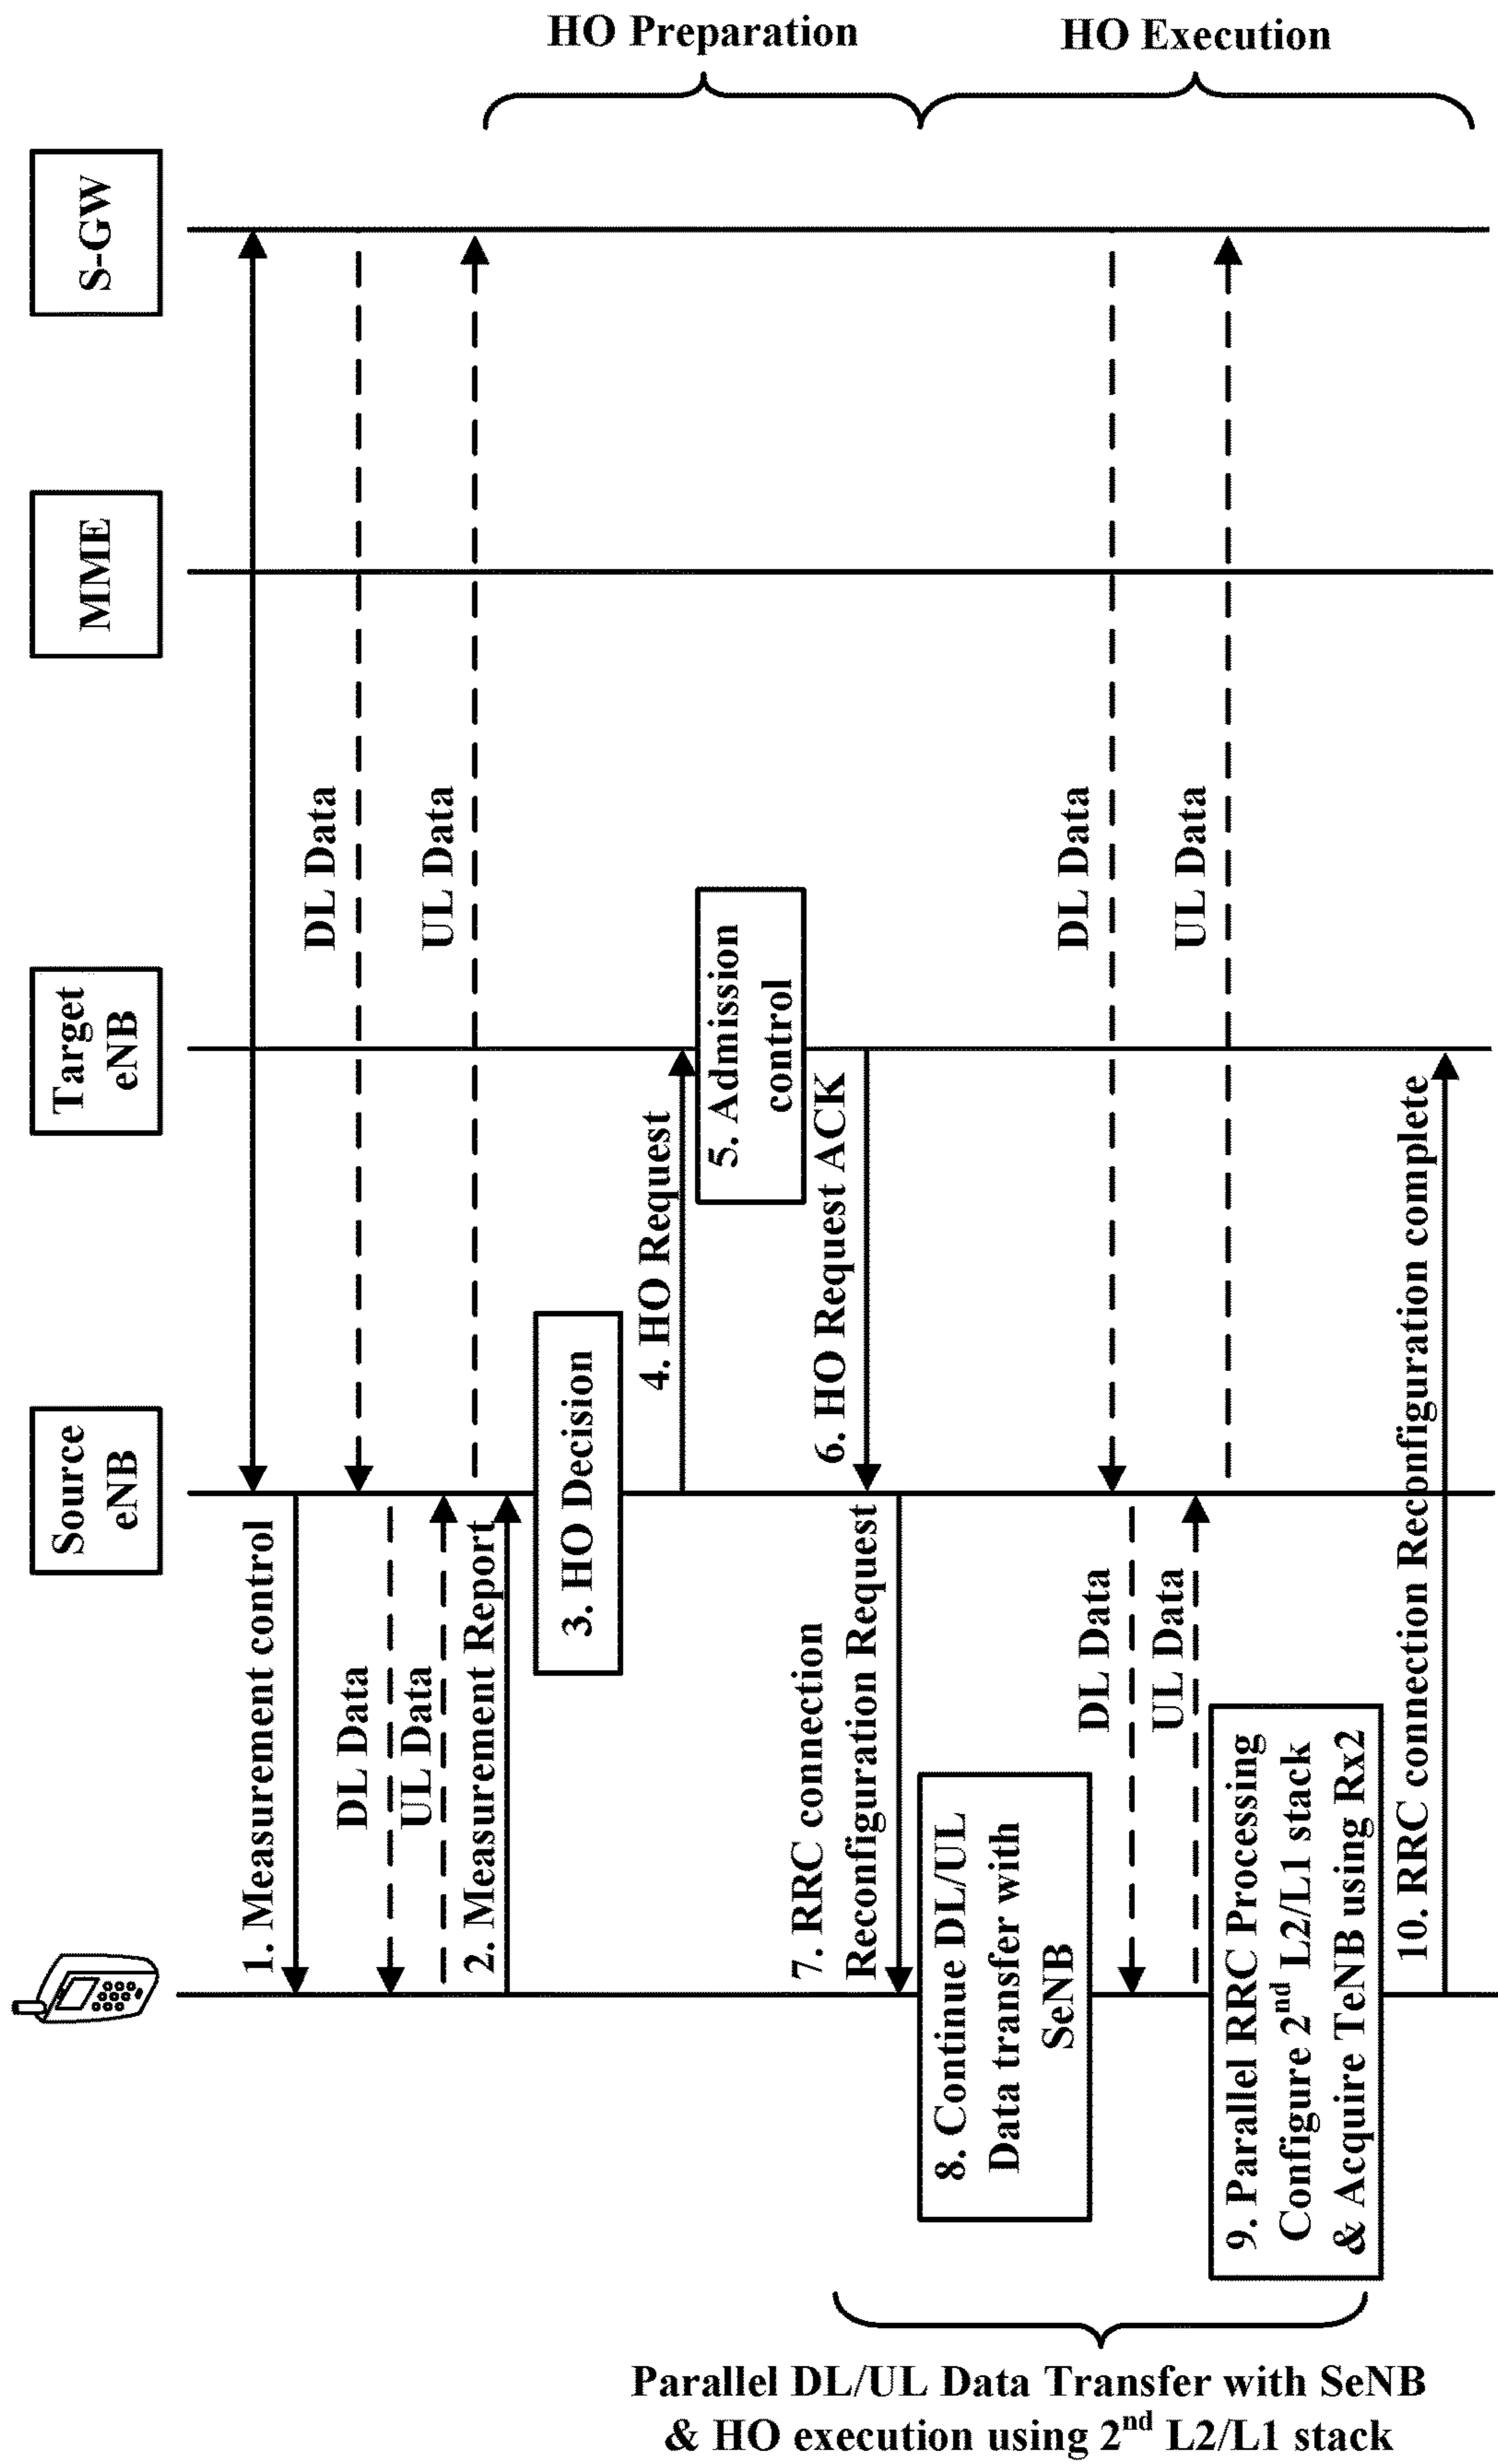 Source
eNB
Target
eNB
MME
S-GW
1. Measurement control
DL Data
DL Data
UL Data
UL Data
2. Measurement Report
3. HO Decision
4. HO Request
5. Admission
control
6. HO Request ACK
HO Preparation
7. RRC connection
Reconfiguration Request
8. Continue DL/UL
Data transfer with
SeNB
DL Data
DL Data
UL Data
UL Data
9. Parallel RRC Processing
Configure 2nd L2/L1 stack
& Acquire TeNB using Rx2
10. RRC connection Reconfiguration complete
HO Execution
Parallel DL/UL Data Transfer with SeNB
& HO execution using 2nd L2/L1 stack